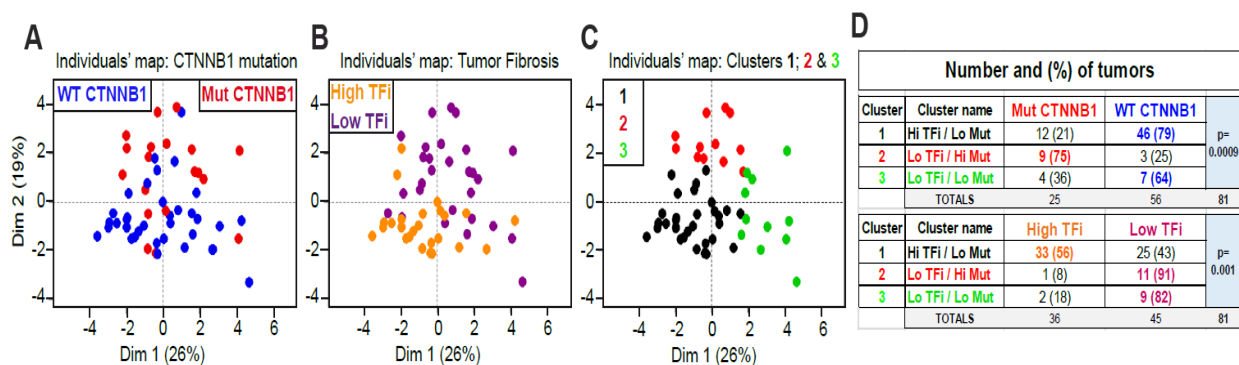 A
Individuals' map: CTNNB1 mutation
WT CTNNB1
Mut CTNNB1
Dim 2 (19%)
4
2
0
-2
-4
-4 -2 0 2 4 6
Dim 1 (26%)
B
Individuals' map: Tumor Fibrosis
High TFi
Low TFi
4
2
0
-2
-4
-4 -2 0 2 4 6
Dim 1 (26%)
C
Individuals' map: Clusters 1; 2 & 3
1
2
3
4
2
0
-2
-4
-4 -2 0 2 4 6
Dim 1 (26%)
D
Number and (%) of tumors
Cluster Cluster name Mut CTNNB1 WT CTNNB1
1 Hi TFi / Lo Mut 12 (21) 46 (79)
2 Lo TFi / Hi Mut 9 (75) 3 (25)
3 Lo TFi / Lo Mut 4 (36) 7 (64)
p=
0.0009
TOTALS 25 56 81
Cluster Cluster name High TFi Low TFi
1 Hi TFi / Lo Mut 33 (56) 25 (43)
2 Lo TFi / Hi Mut 1 (8) 11 (91)
3 Lo TFi / Lo Mut 2 (18) 9 (82)
p=
0.001
TOTALS 36 45 81